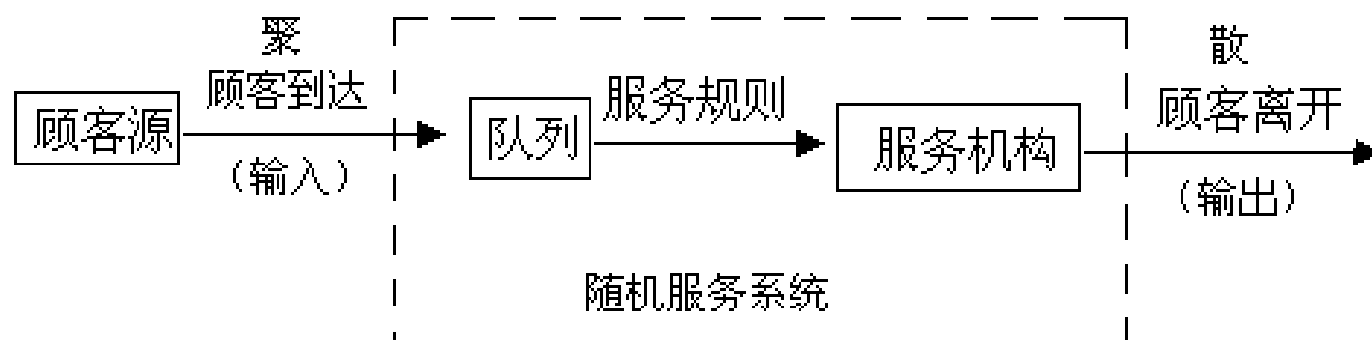 聚
顾客到达
顾客源
（输入）
队列
服务规则
服务机构
散
顾客离开
（输出）
随机服务系统